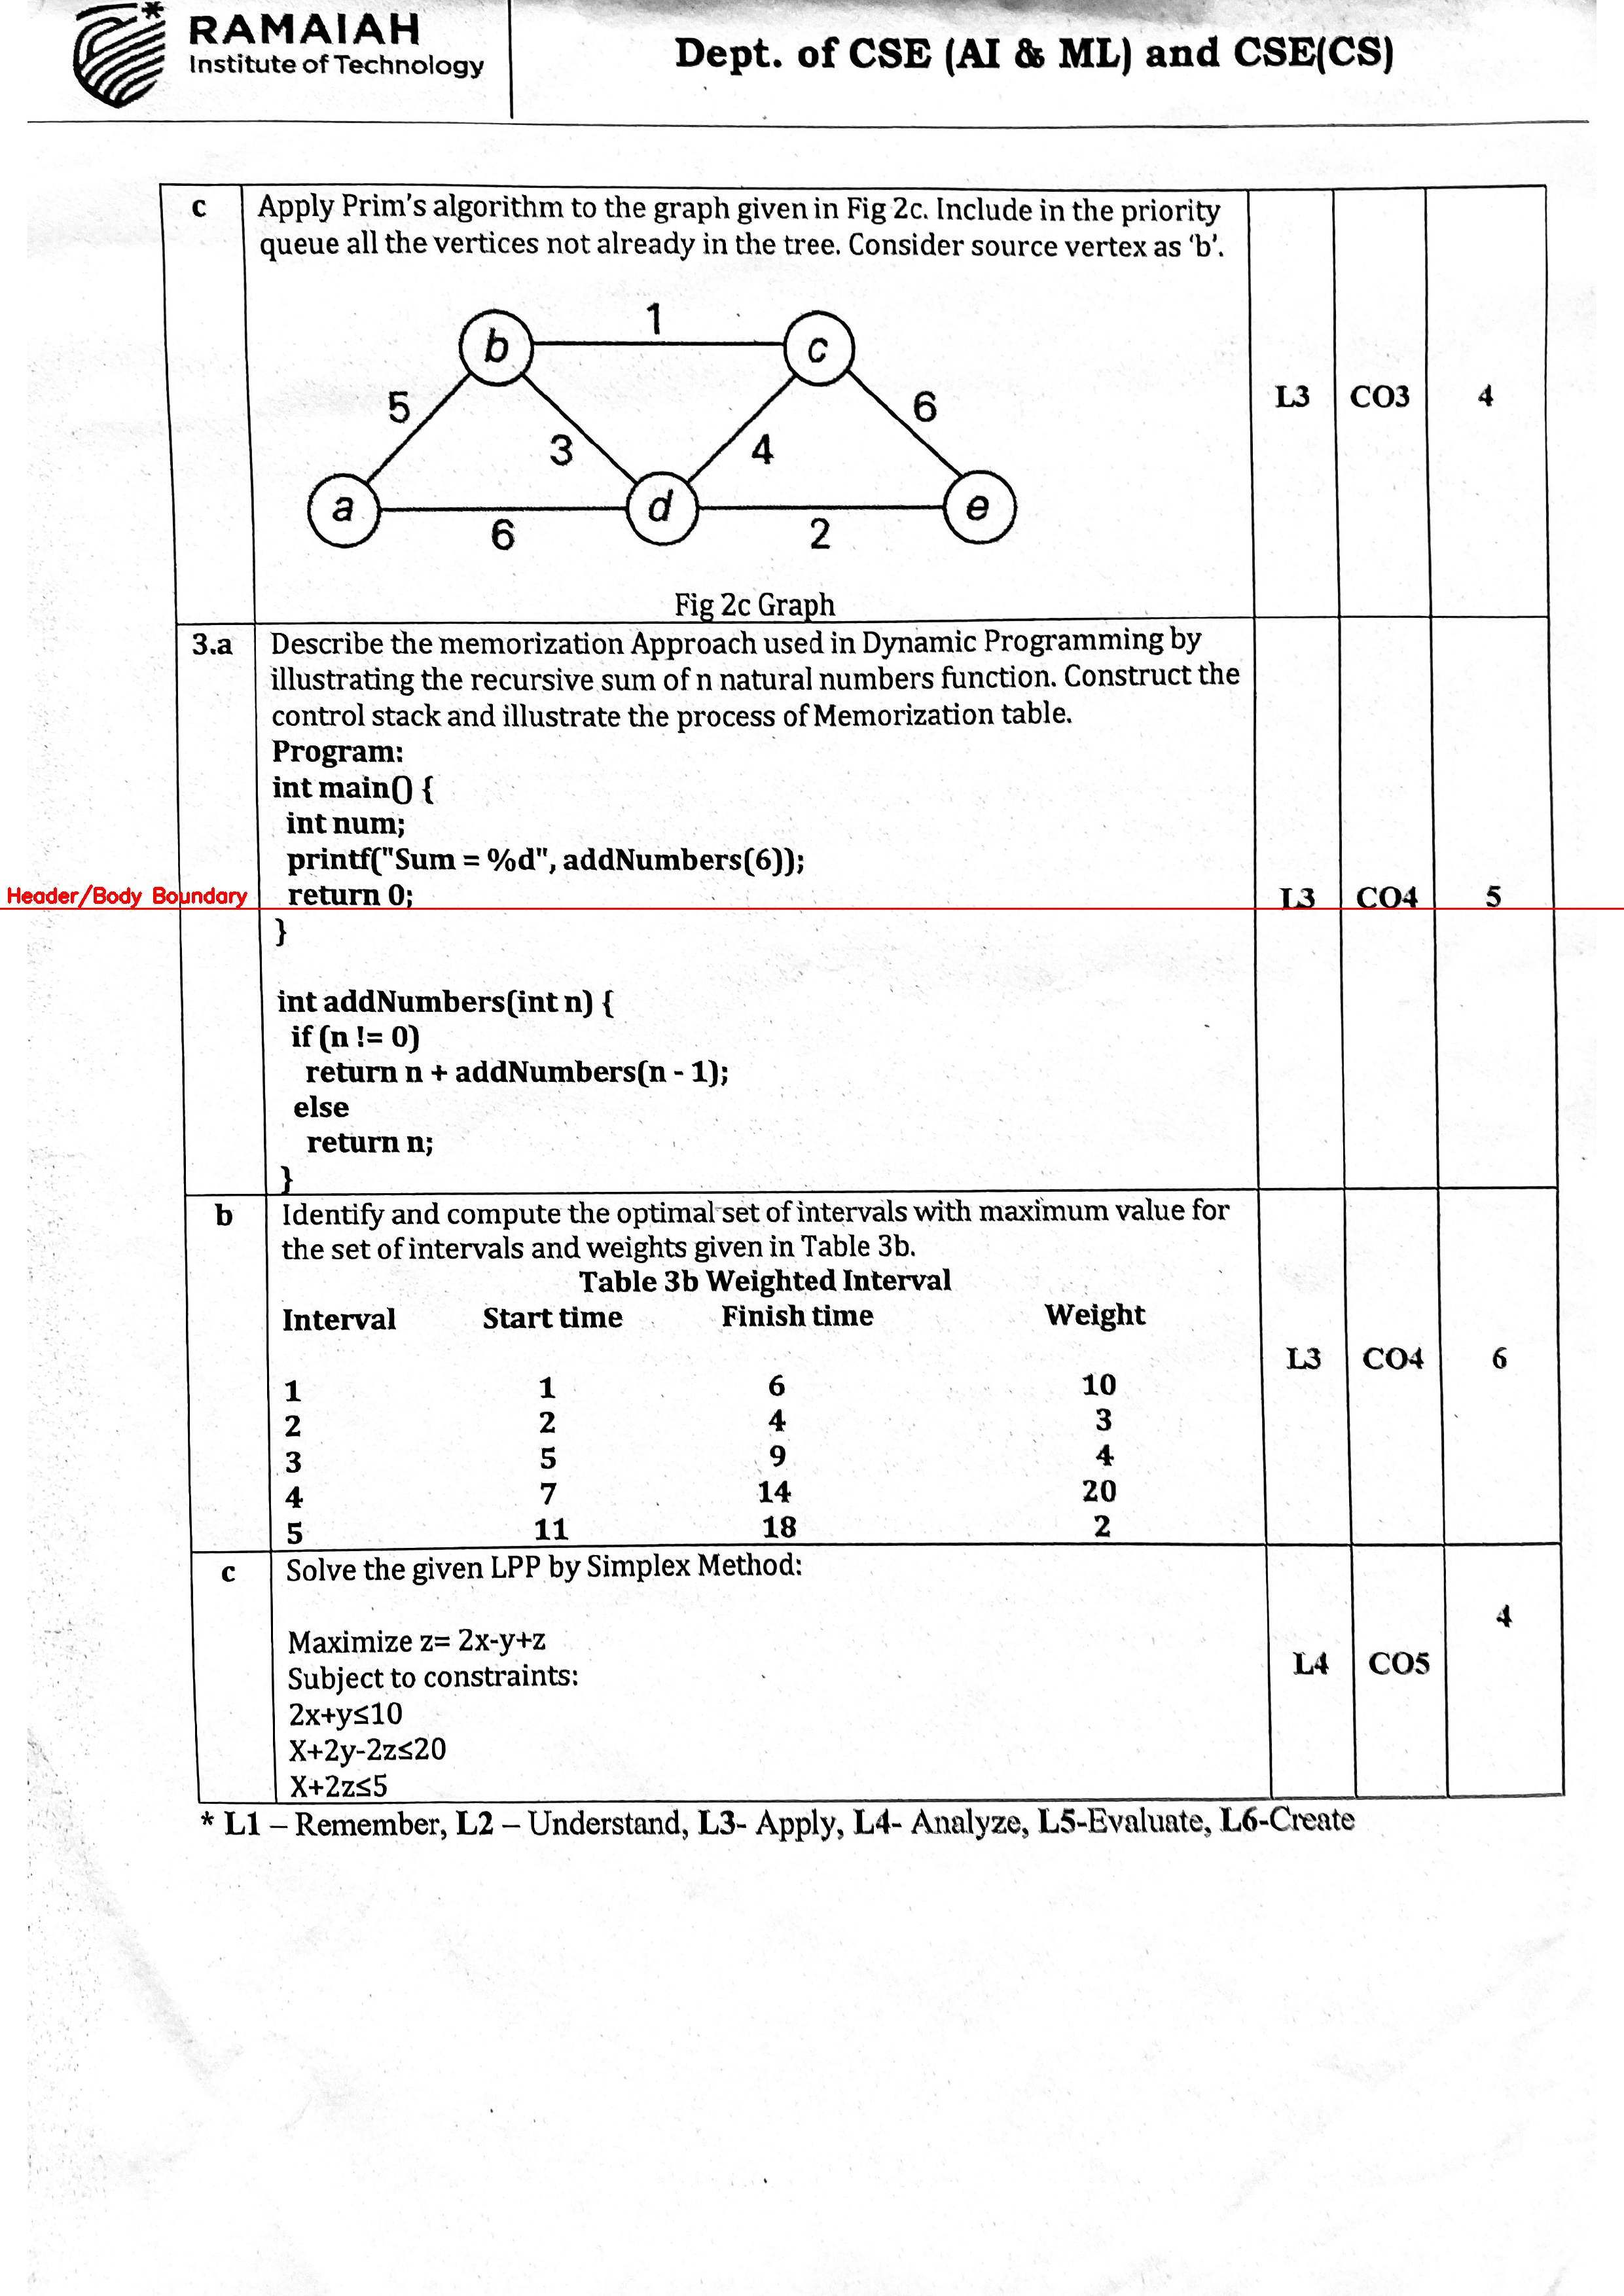 RAMAIAH
Institute of Technology
Dept. of CSE (AI & ML) and CSE(CS)
c
Apply Prim's algorithm to the graph given in Fig 2c. Include in the priority
queue all the vertices not already in the tree. Consider source vertex as 'b'.
1
b
c
5
3
4
6
a
d
e
6
2
Fig 2c Graph
L3
CO3
4
3.a
Describe the memorization Approach used in Dynamic Programming by
illustrating the recursive sum of n natural numbers function. Construct the
control stack and illustrate the process of Memorization table.
Program:
int main() {
int num;
printf("Sum = %d", addNumbers(6));
Header/Body Boundary
return 0;
}
int addNumbers(int n) {
if (n != 0)
return n + addNumbers(n - 1);
else
return n;
}
L3
CO4
5
b
Identify and compute the optimal set of intervals with maximum value for
the set of intervals and weights given in Table 3b.
Table 3b Weighted Interval
Interval Start time Finish time Weight
1 1 6 10
2 2 4 3
3 5 9 4
4 7 14 20
5 11 18 2
L3
CO4
6
c
Solve the given LPP by Simplex Method:
Maximize z= 2x-y+z
Subject to constraints:
2x+y≤10
X+2y-2z≤20
X+2z≤5
L4
CO5
4
* L1 – Remember, L2 – Understand, L3- Apply, L4- Analyze, L5-Evaluate, L6-Create